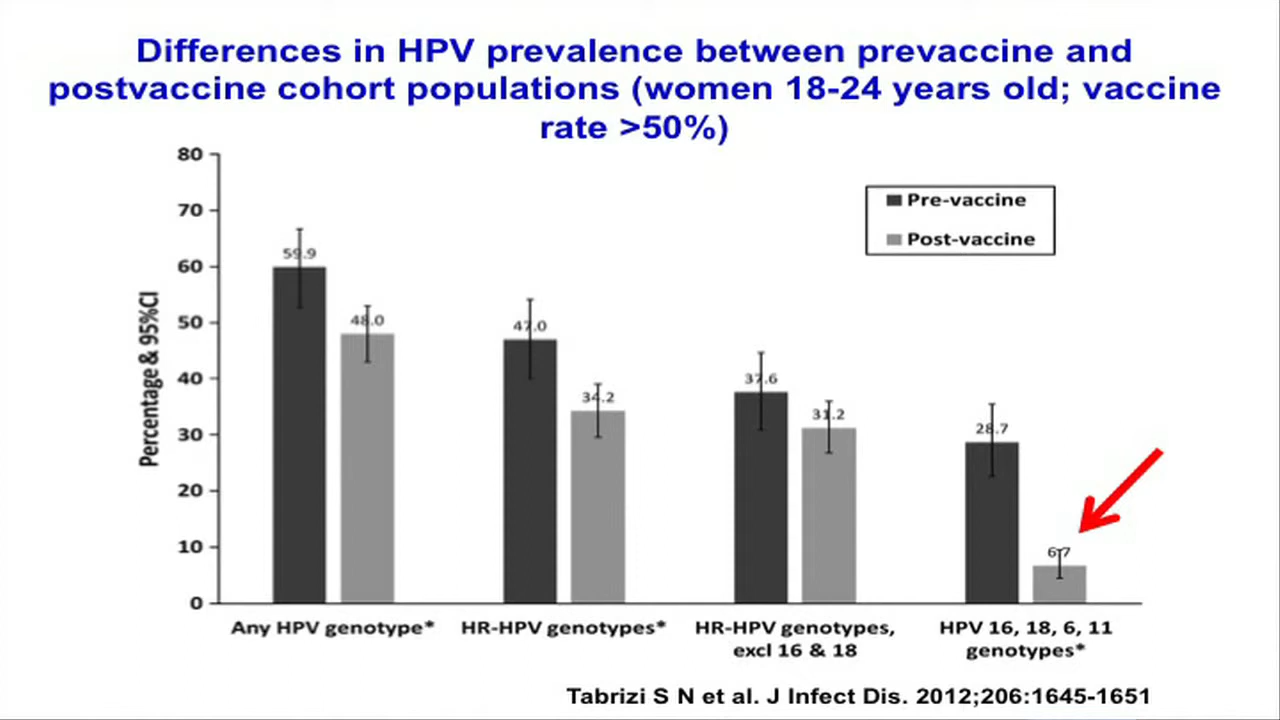 Differences in HPV prevalence between prevaccine and
postvaccine cohort populations (women 18-24 years old; vaccine
rate >50%)
80
70
60
50
40
30
20
10
0
Percentage & 95%CI
Pre-vaccine
Post-vaccine
59.9
48.0
47.0
34.2
37.6
31.2
28.7
6.7
Any HPV genotype*
HR-HPV genotypes*
HR-HPV genotypes,
excl 16 & 18
HPV 16, 18, 6, 11
genotypes*
Tabrizi S N et al. J Infect Dis. 2012;206:1645-1651